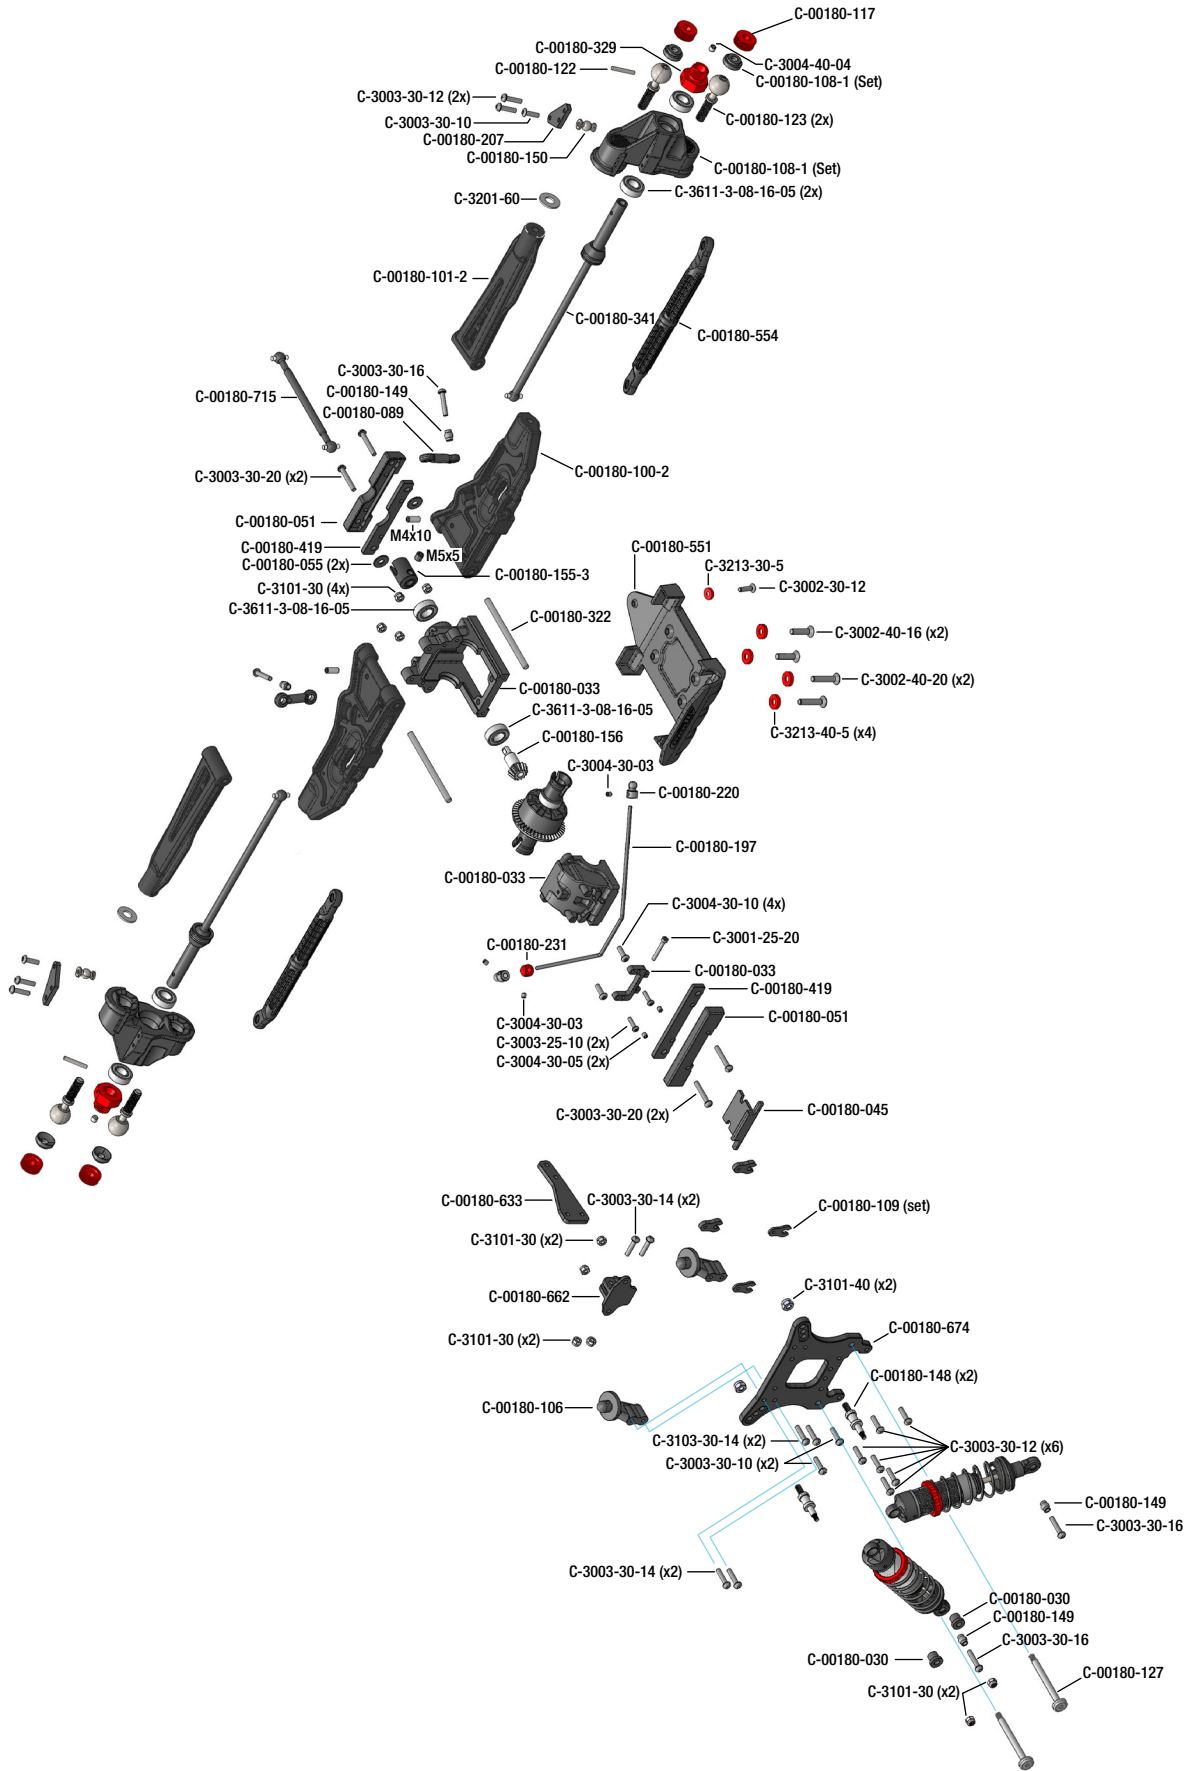 C-00180-117
C-00180-329
C-3004-40-04
C-00180-122
C-00180-108-1 (Set)
C-3003-30-12 (2x)
C-3003-30-10
C-00180-123 (2x)
C-00180-207
C-00180-150
C-00180-108-1 (Set)
C-3611-3-08-16-05 (2x)
C-3201-60
C-00180-101-2
C-00180-341
C-00180-554
C-3003-30-16
C-00180-149
C-00180-715
C-00180-089
C-00180-100-2
C-3003-30-20 (x2)
C-00180-051
M4x10
C-00180-419
C-00180-551
M5x5
C-00180-055 (2x)
C-3213-30-5
C-00180-155-3
C-3002-30-12
C-3101-30 (4x)
C-3611-3-08-16-05
C-00180-322
C-3002-40-16 (x2)
C-3002-40-20 (x2)
C-00180-033
C-3611-3-08-16-05
C-3213-40-5 (x4)
C-00180-156
C-3004-30-03
C-00180-220
C-00180-197
C-00180-033
C-3004-30-10 (4x)
C-3001-25-20
C-00180-231
C-00180-033
C-00180-419
C-00180-051
C-3004-30-03
C-3003-25-10 (2x)
C-3004-30-05 (2x)
C-3003-30-20 (2x)
C-00180-045
C-00180-633
C-3003-30-14 (x2)
C-00180-109 (set)
C-3101-30 (x2)
C-3101-40 (x2)
C-00180-662
C-00180-674
C-3101-30 (x2)
C-00180-148 (x2)
C-00180-106
C-3103-30-14 (x2)
C-3003-30-12 (x6)
C-3003-30-10 (x2)
C-00180-149
C-3003-30-16
C-3003-30-14 (x2)
C-00180-030
C-00180-149
C-3003-30-16
C-00180-030
C-00180-127
C-3101-30 (x2)